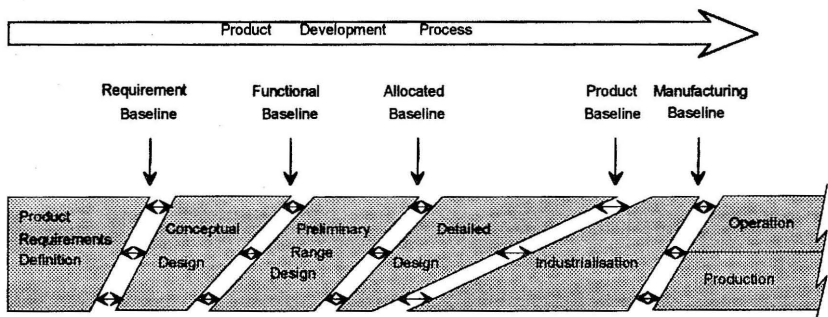 Product Development Process
Requirement Baseline
Functional Baseline
Allocated Baseline
Product Baseline
Manufacturing Baseline
Product
Requirements
Definition
Conceptual
Design
Preliminary
Range
Design
Detailed
Design
Industrialisation
Operation
Production